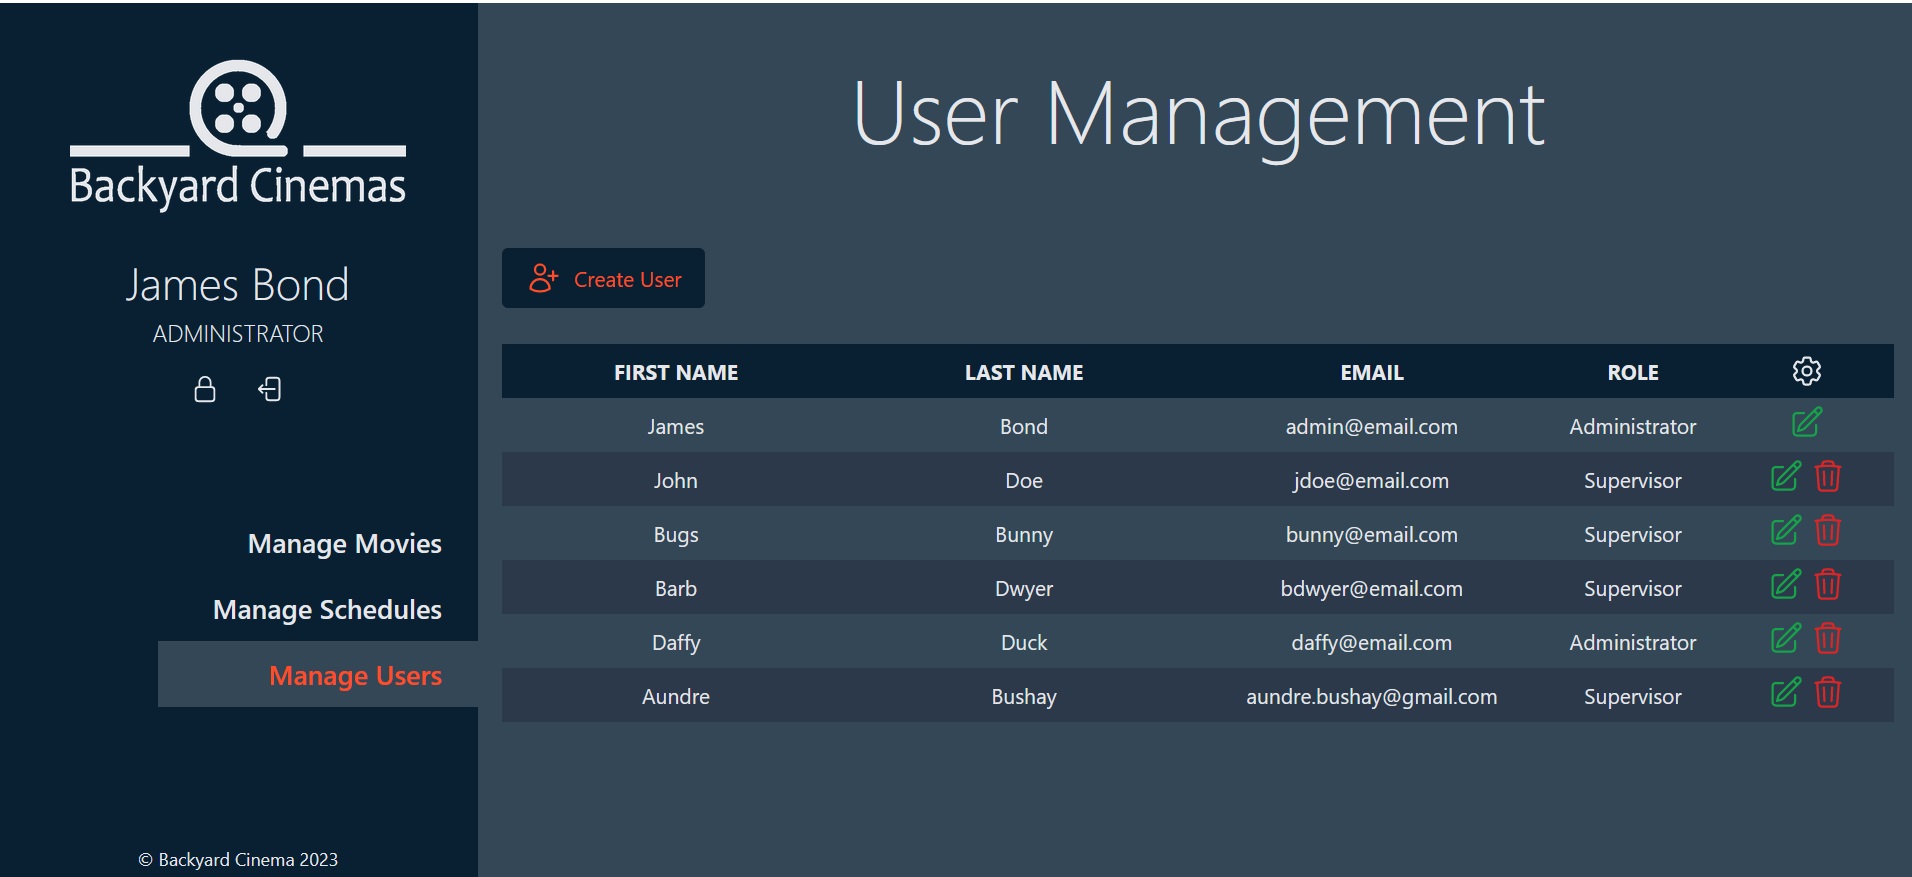 Backyard Cinemas
James Bond
ADMINISTRATOR
Manage Movies
Manage Schedules
Manage Users
© Backyard Cinema 2023
User Management
Create User
FIRST NAME LAST NAME EMAIL ROLE
James Bond admin@email.com Administrator
John Doe jdoe@email.com Supervisor
Bugs Bunny bunny@email.com Supervisor
Barb Dwyer bdwyer@email.com Supervisor
Daffy Duck daffy@email.com Administrator
Aundre Bushay aundre.bushay@gmail.com Supervisor